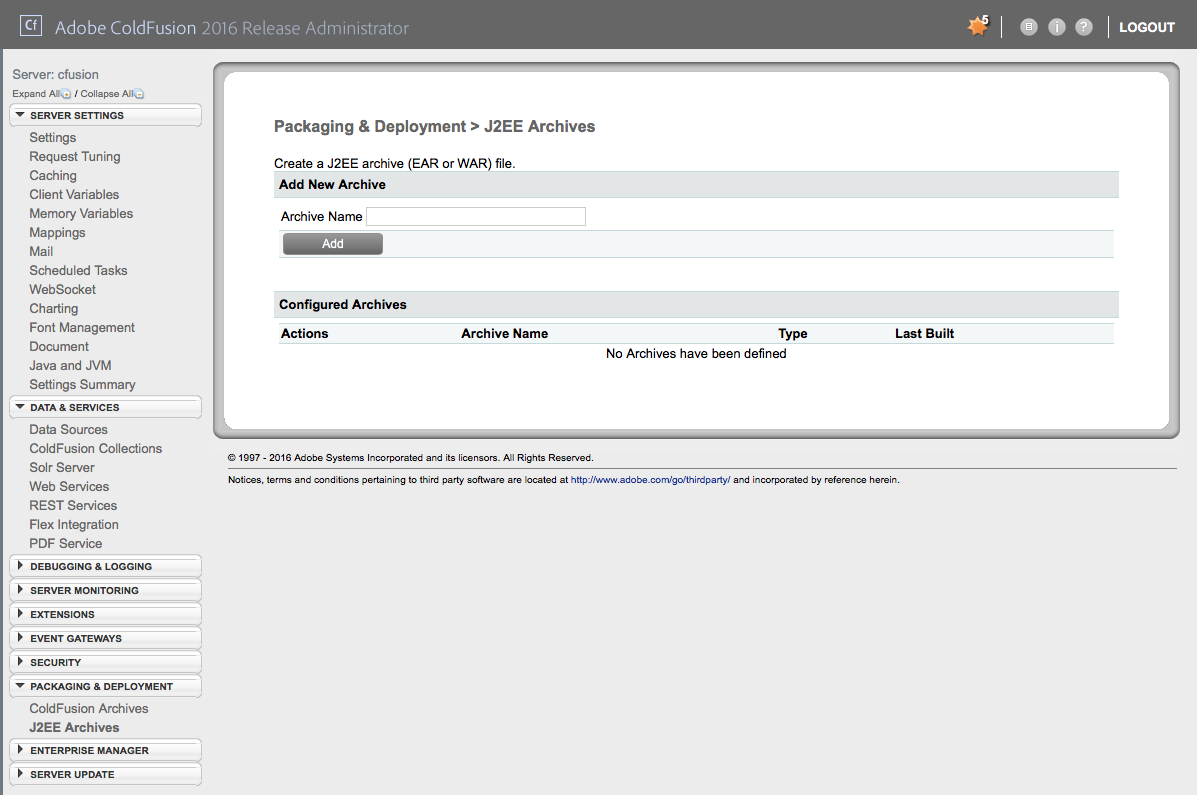 Cf Adobe ColdFusion 2016 Release Administrator
5
LOGOUT
Server: cfusion
Expand All / Collapse All
SERVER SETTINGS
Settings
Request Tuning
Caching
Client Variables
Memory Variables
Mappings
Mail
Scheduled Tasks
WebSocket
Charting
Font Management
Document
Java and JVM
Settings Summary
DATA & SERVICES
Data Sources
ColdFusion Collections
Solr Server
Web Services
REST Services
Flex Integration
PDF Service
DEBUGGING & LOGGING
SERVER MONITORING
EXTENSIONS
EVENT GATEWAYS
SECURITY
PACKAGING & DEPLOYMENT
ColdFusion Archives
J2EE Archives
ENTERPRISE MANAGER
SERVER UPDATE
Packaging & Deployment > J2EE Archives
Create a J2EE archive (EAR or WAR) file.
Add New Archive
Archive Name
Add
Configured Archives
Actions Archive Name Type Last Built
No Archives have been defined
© 1997 - 2016 Adobe Systems Incorporated and its licensors. All Rights Reserved.
Notices, terms and conditions pertaining to third party software are located at http://www.adobe.com/go/thirdparty/ and incorporated by reference herein.